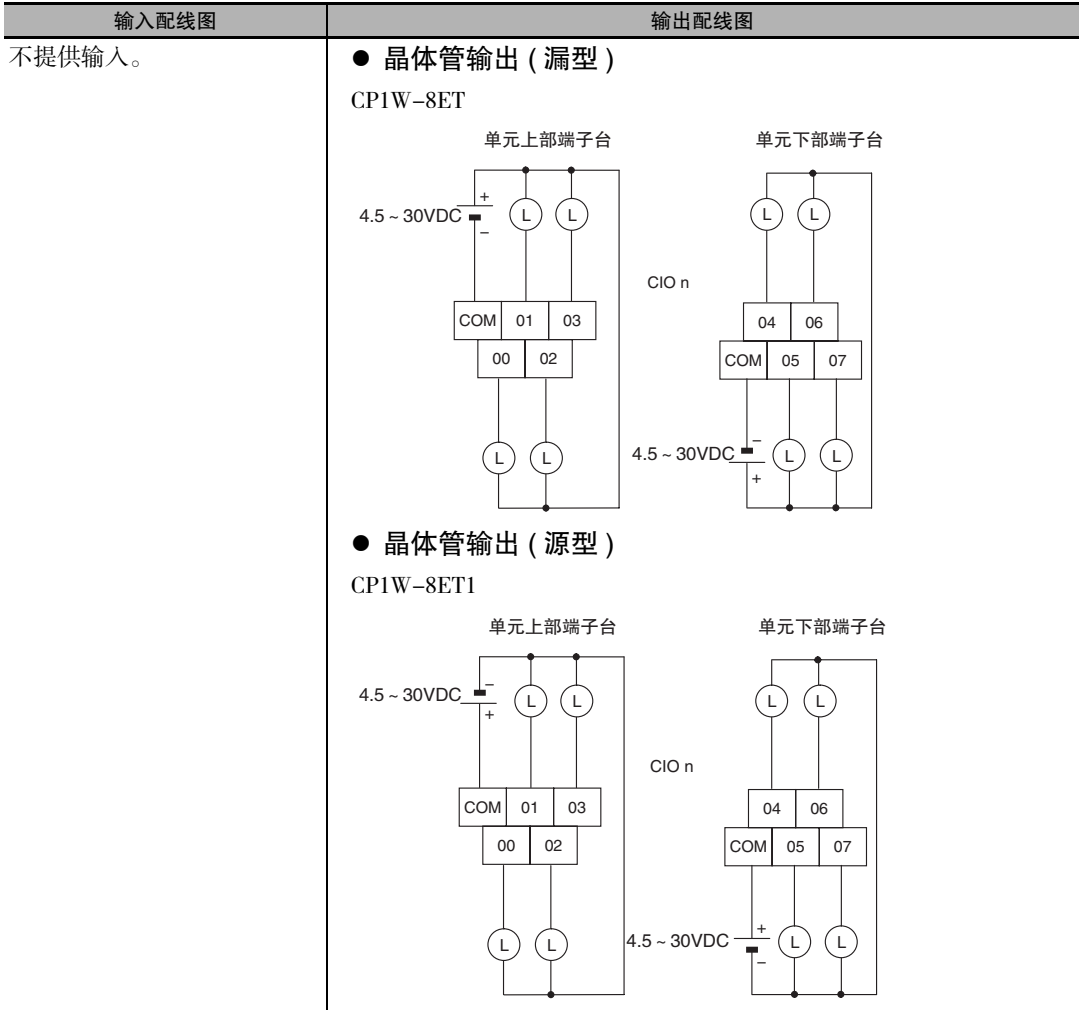 输入配线图 输出配线图
不提供输入。
● 晶体管输出 ( 漏型 )
CP1W-8ET
单元上部端子台 单元下部端子台
+
4.5 ~ 30VDC L L L L
−
CIO n
COM 01 03 04 06
00 02 COM 05 07
L L 4.5 ~ 30VDC − L L
+
● 晶体管输出 ( 源型 )
CP1W-8ET1
单元上部端子台 单元下部端子台
−
4.5 ~ 30VDC L L L L
+
CIO n
COM 01 03 04 06
00 02 COM 05 07
L L 4.5 ~ 30VDC + L L
−